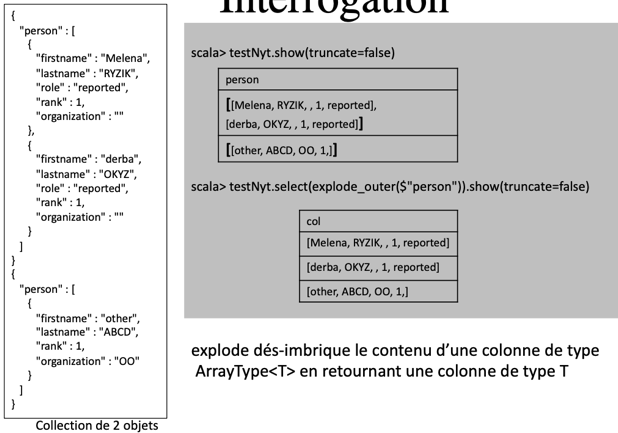 Interrogation
{
"person" : [
{
"firstname" : "Melena",
"lastname" : "RYZIK",
"role" : "reported",
"rank" : 1,
"organization" : ""
},
{
"firstname" : "derba",
"lastname" : "OKYZ",
"role" : "reported",
"rank" : 1,
"organization" : ""
}
]
}
{
"person" : [
{
"firstname" : "other",
"lastname" : "ABCD",
"rank" : 1,
"organization" : "OO"
}
]
}
Collection de 2 objets
scala> testNyt.show(truncate=false)
person
[[Melena, RYZIK, , 1, reported],
[derba, OKYZ, , 1, reported]]
[[other, ABCD, OO, 1,]]
scala> testNyt.select(explode_outer($"person")).show(truncate=false)
col
[Melena, RYZIK, , 1, reported]
[derba, OKYZ, , 1, reported]
[other, ABCD, OO, 1,]
explode dés-imbrique le contenu d'une colonne de type
ArrayType<T> en retournant une colonne de type T